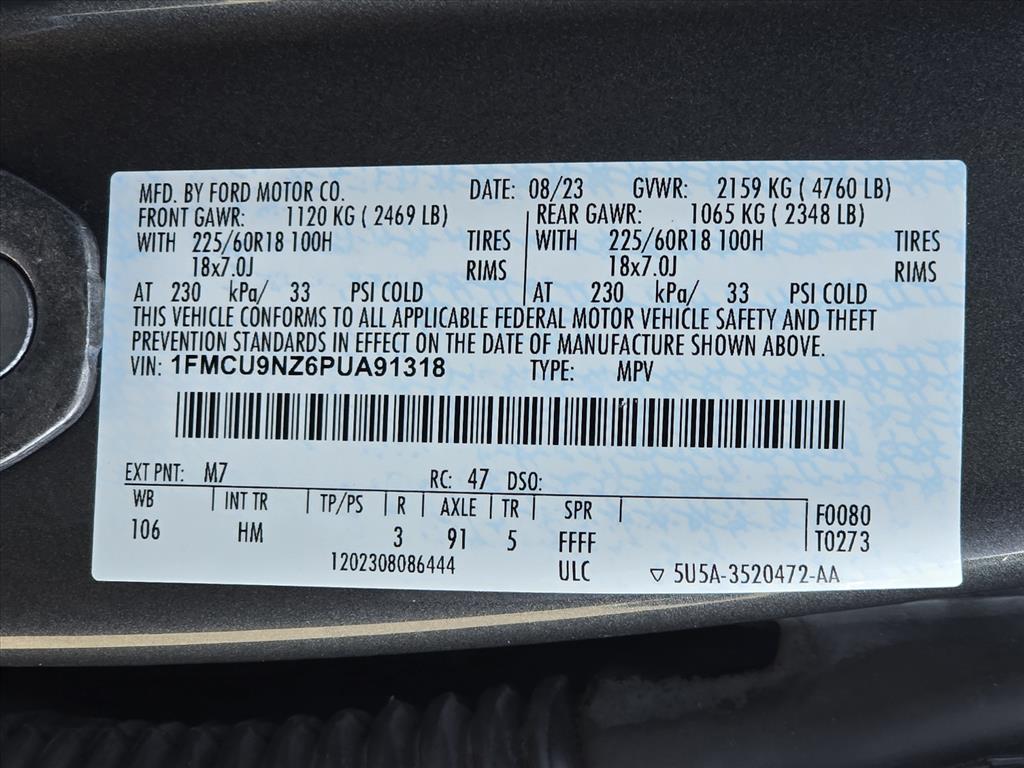 MFD. BY FORD MOTOR CO. DATE: 08/23 GVWR: 2159 KG ( 4760 LB)
FRONT GAWR: 1120 KG ( 2469 LB) REAR GAWR: 1065 KG ( 2348 LB)
WITH 225/60R18 100H TIRES WITH 225/60R18 100H TIRES
18x7.0J RIMS 18x7.0J RIMS
AT 230 kPa/ 33 PSI COLD AT 230 kPa/ 33 PSI COLD
THIS VEHICLE CONFORMS TO ALL APPLICABLE FEDERAL MOTOR VEHICLE SAFETY AND THEFT
PREVENTION STANDARDS IN EFFECT ON THE DATE OF MANUFACTURE SHOWN ABOVE.
VIN: 1FMCU9NZ6PUA91318 TYPE: MPV
EXT PNT: M7 RC: 47 DSO:
WB INT TR TP/PS R AXLE TR SPR F0080
106 HM 3 91 5 FFFF T0273
1202308086444 ULC ▽ 5U5A-3520472-AA